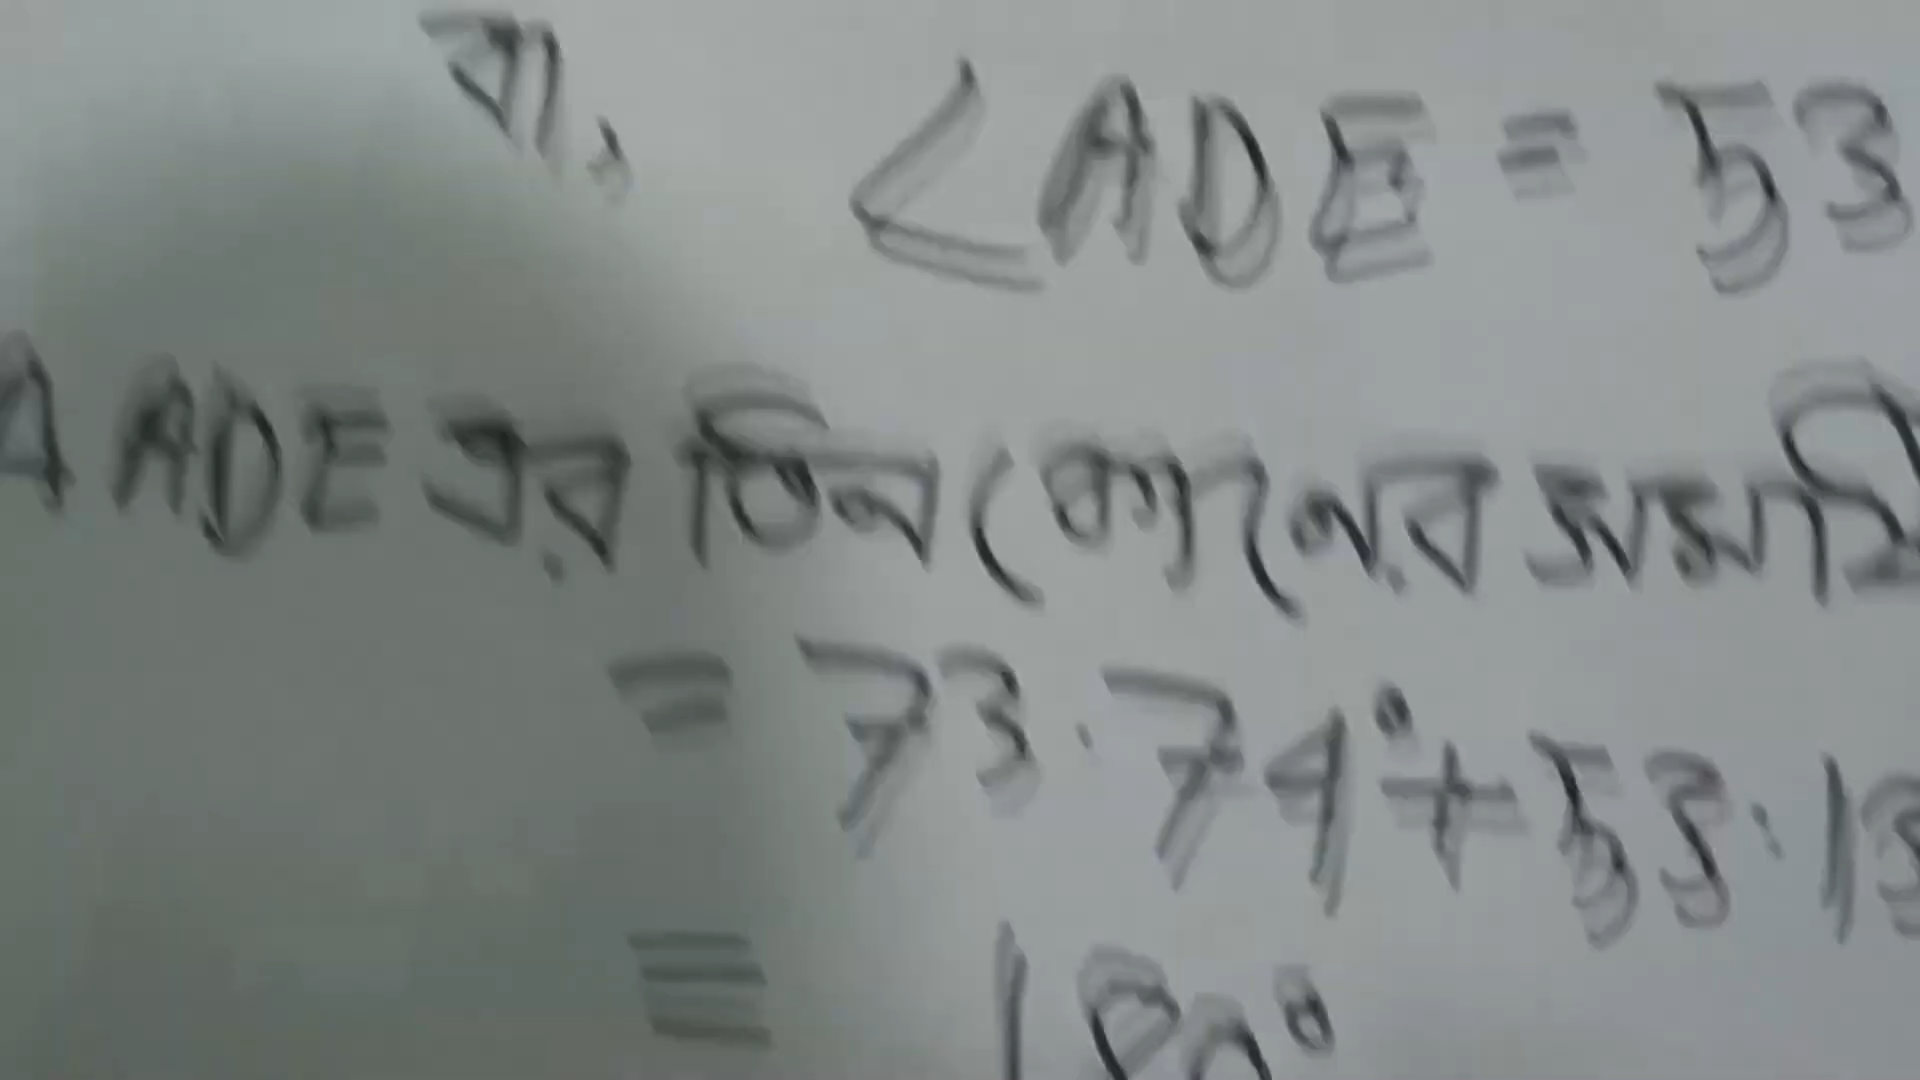 বা, ∠ADE = 53
Δ ADE এর তিন কোণের সমষ্টি
= 73.74° + 53.13
= 180°